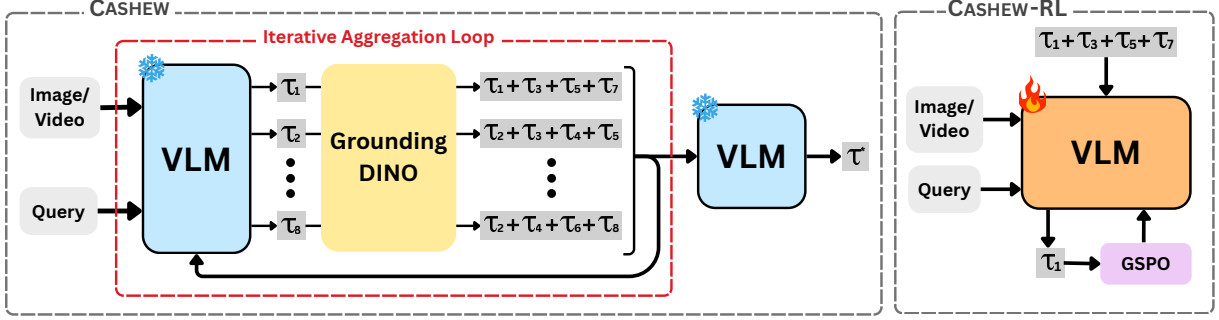 CASHEW
Iterative Aggregation Loop
Image/
Video
Query
VLM
τ₁
τ₂
τ₈
Grounding
DINO
τ₁ + τ₃ + τ₅ + τ₇
τ₂ + τ₃ + τ₄ + τ₅
τ₂ + τ₄ + τ₆ + τ₈
VLM
τ*
CASHEW-RL
τ₁ + τ₃ + τ₅ + τ₇
Image/
Video
Query
VLM
τ₁
GSPO